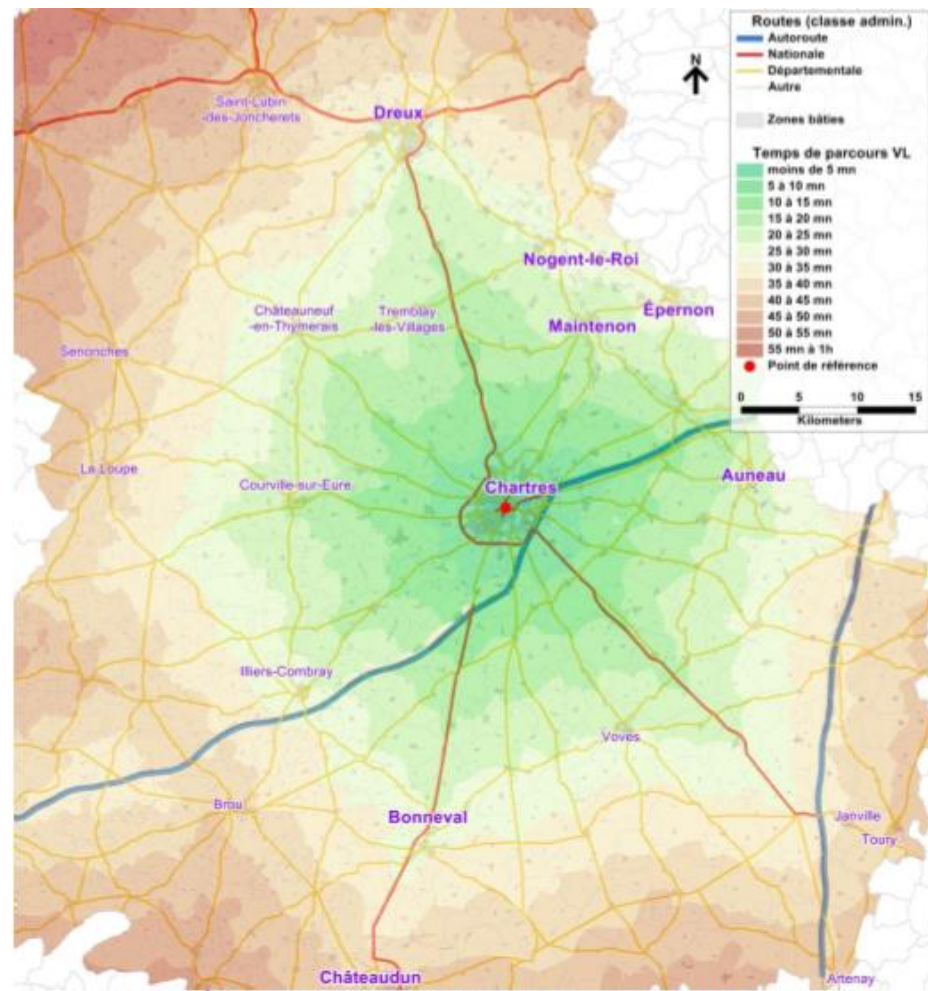 Routes (classe admin.)
Autoroute
Nationale
Départementale
Autre
Zones bâties
Temps de parcours VL
moins de 5 mn
5 à 10 mn
10 à 15 mn
15 à 20 mn
20 à 25 mn
25 à 30 mn
30 à 35 mn
35 à 40 mn
40 à 45 mn
45 à 50 mn
50 à 55 mn
55 mn à 1h
Point de référence
0 5 10 15
Kilometers
N
Saint-Lubin
-des-Joncherets
Dreux
Nogent-le-Roi
Châteauneuf
-en-Thymerais
Tremblay
-les-Villages
Épernon
Maintenon
Senonches
La Loupe
Courville-sur-Eure
Chartres
Auneau
Illiers-Combray
Voves
Brou
Bonneval
Janville
Toury
Châteaudun
Artenay